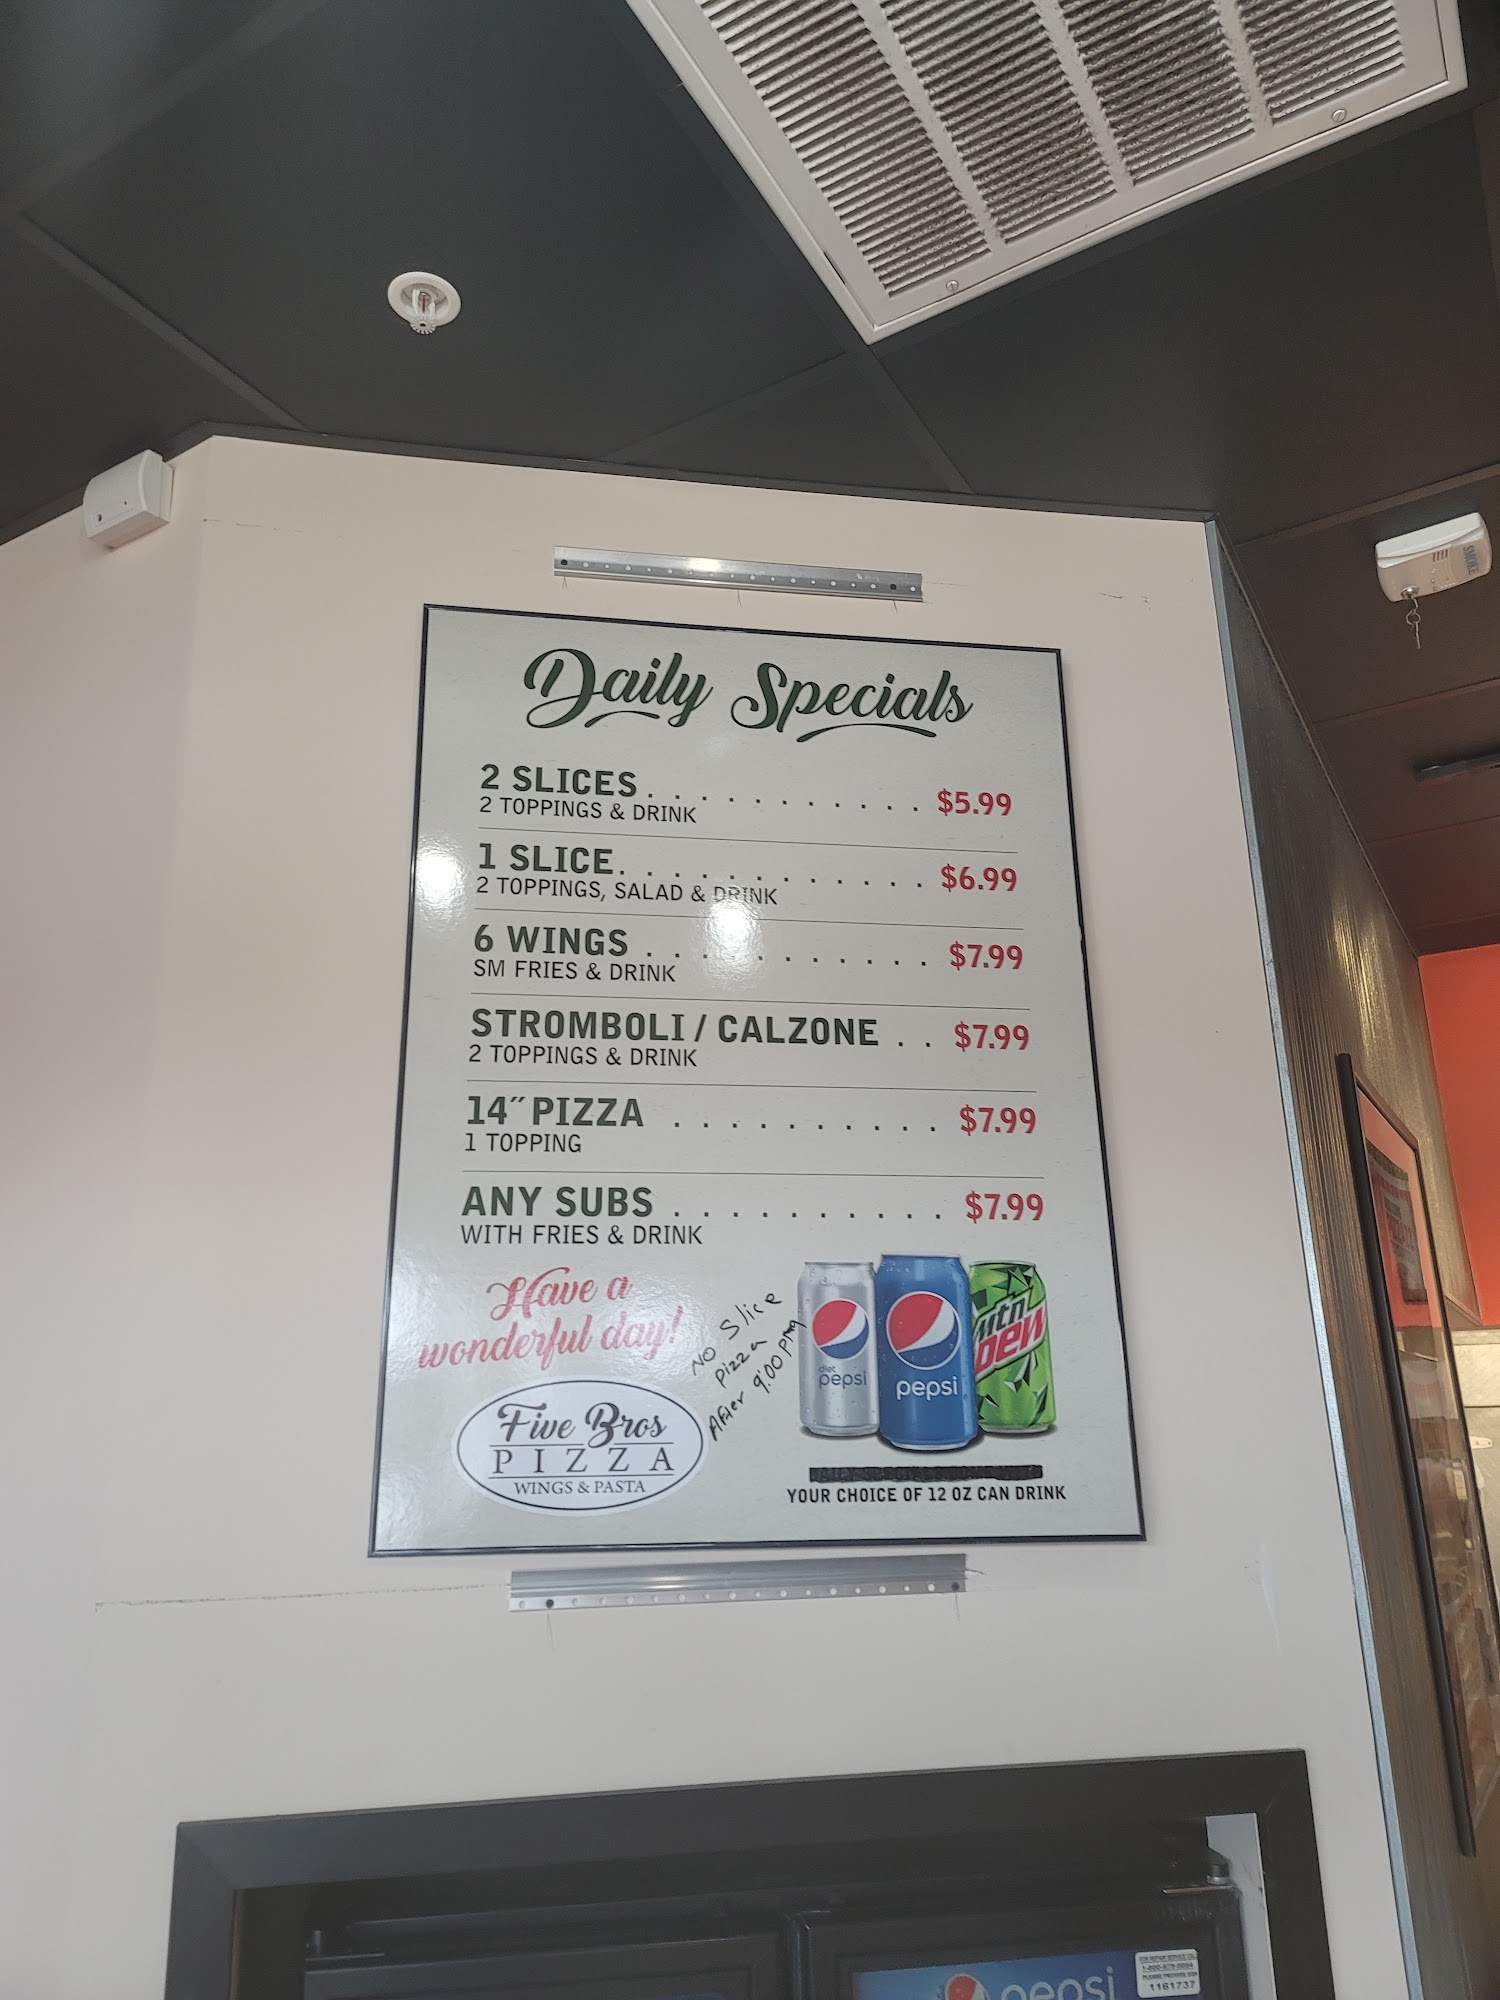 SMOKE
Daily Specials
2 SLICES . . . . . . . . . . . $5.99
2 TOPPINGS & DRINK
1 SLICE. . . . . . . . . . . . $6.99
2 TOPPINGS, SALAD & DRINK
6 WINGS . . . . . . . . . . . $7.99
SM FRIES & DRINK
STROMBOLI / CALZONE . . $7.99
2 TOPPINGS & DRINK
14″ PIZZA . . . . . . . . . . $7.99
1 TOPPING
ANY SUBS . . . . . . . . . . $7.99
WITH FRIES & DRINK
Have a
wonderful day!
NO Slice
Pizza
After 9:00 PM
Five Bros
PIZZA
WINGS & PASTA
diet
pepsi
pepsi
mtn
dew
YOUR CHOICE OF 12 OZ CAN DRINK
pepsi
1161737